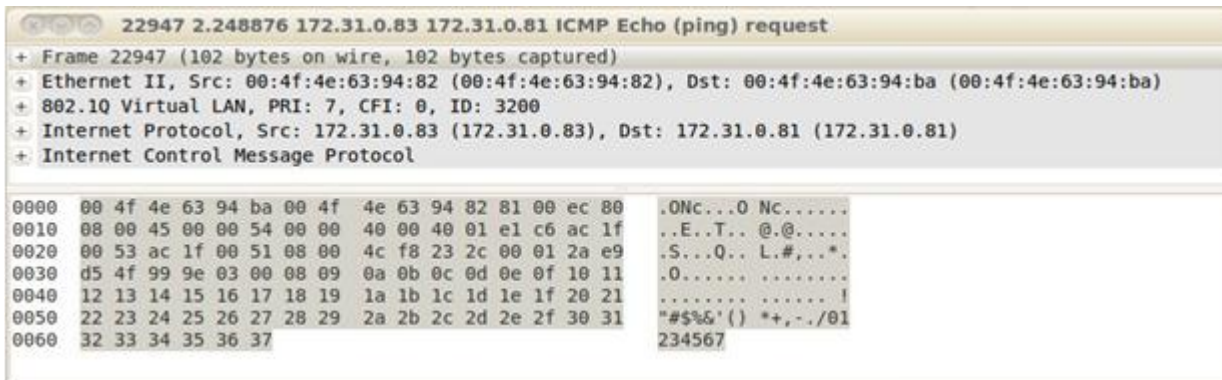 22947 2.248876 172.31.0.83 172.31.0.81 ICMP Echo (ping) request
+ Frame 22947 (102 bytes on wire, 102 bytes captured)
+ Ethernet II, Src: 00:4f:4e:63:94:82 (00:4f:4e:63:94:82), Dst: 00:4f:4e:63:94:ba (00:4f:4e:63:94:ba)
+ 802.1Q Virtual LAN, PRI: 7, CFI: 0, ID: 3200
+ Internet Protocol, Src: 172.31.0.83 (172.31.0.83), Dst: 172.31.0.81 (172.31.0.81)
+ Internet Control Message Protocol
0000 00 4f 4e 63 94 ba 00 4f 4e 63 94 82 81 00 ec 80 .ONc...O Nc......
0010 08 00 45 00 00 54 00 00 40 00 40 01 e1 c6 ac 1f ..E..T.. @.@.....
0020 00 53 ac 1f 00 51 08 00 4c f8 23 2c 00 01 2a e9 .S...Q.. L.#,..*.
0030 d5 4f 99 9e 03 00 08 09 0a 0b 0c 0d 0e 0f 10 11 .O...... ........
0040 12 13 14 15 16 17 18 19 1a 1b 1c 1d 1e 1f 20 21 ........ ...... !
0050 22 23 24 25 26 27 28 29 2a 2b 2c 2d 2e 2f 30 31 "#$%&'() *+,-./01
0060 32 33 34 35 36 37 234567